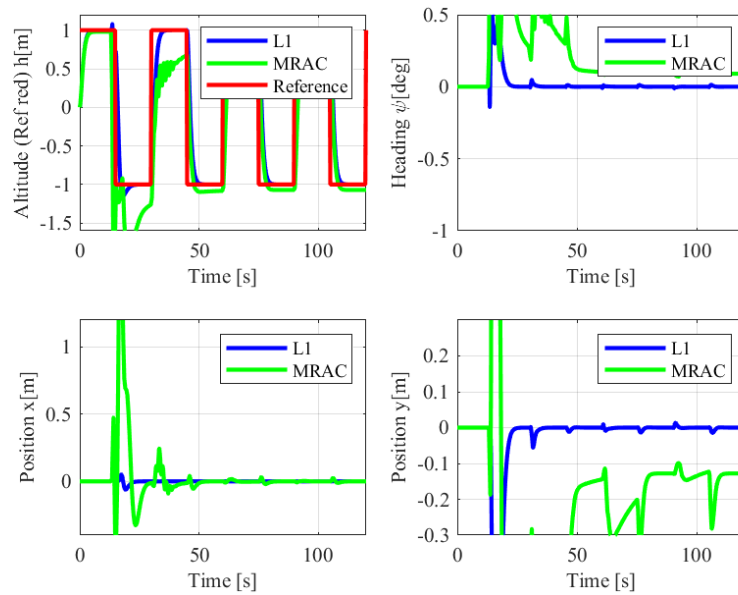 Altitude (Ref red) h[m]
1
0.5
0
-0.5
-1
-1.5
0
50
100
Time [s]
L1
MRAC
Reference
Heading ψ[deg]
0.5
0
-0.5
-1
0
50
100
Time [s]
L1
MRAC
Position x[m]
1
0.5
0
0
50
100
Time [s]
L1
MRAC
Position y[m]
0.2
0.1
0
-0.1
-0.2
-0.3
0
50
100
Time [s]
L1
MRAC